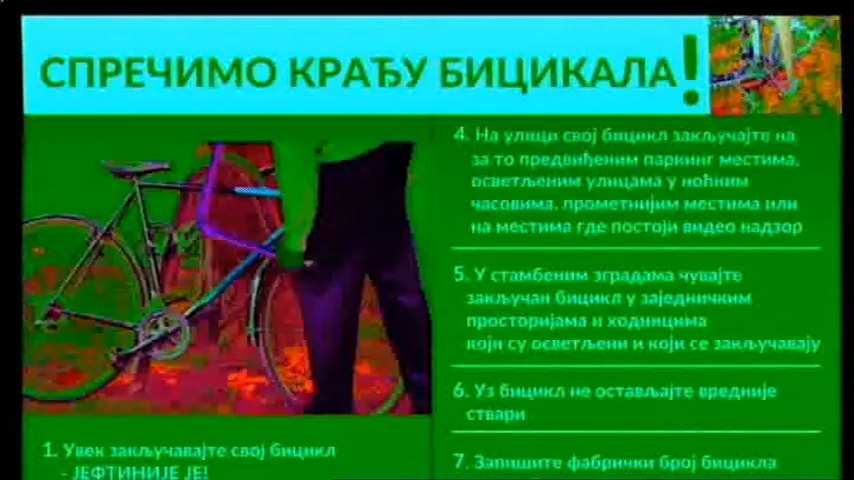 СПРЕЧИМО КРАЂУ БИЦИКАЛА!
1. Увек закључавајте свој бицикл
- ЈЕФТИНИЈЕ ЈЕ!
4. На улици свој бицикл закључајте на
за то предвиђеним паркинг местима,
осветљеним улицама у ноћним
часовима, прометнијим местима или
на местима где постоји видео надзор
5. У стамбеним зградама чувајте
закључан бицикл у заједничким
просторијама и ходницима
који су осветљени и који се закључавају
6. Уз бицикл не остављајте вредније
ствари
7. Запишите фабрички број бицикла